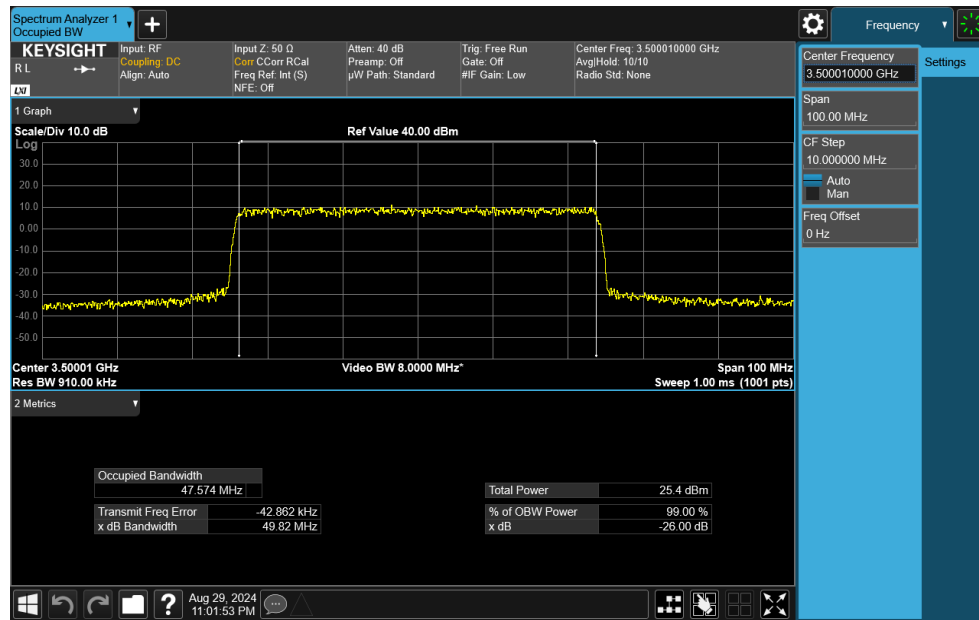 Spectrum Analyzer 1
Occupied BW
Frequency
KEYSIGHT
R L
LXI
Input: RF
Coupling: DC
Align: Auto
Input Z: 50 Ω
Corr CCorr RCal
Freq Ref: Int (S)
NFE: Off
Atten: 40 dB
Preamp: Off
µW Path: Standard
Trig: Free Run
Gate: Off
#IF Gain: Low
Center Freq: 3.500010000 GHz
Avg|Hold: 10/10
Radio Std: None
Center Frequency
3.500010000 GHz
Settings
Span
100.00 MHz
CF Step
10.000000 MHz
Auto
Man
Freq Offset
0 Hz
1 Graph
Scale/Div 10.0 dB
Ref Value 40.00 dBm
Log
30.0
20.0
10.0
0.00
-10.0
-20.0
-30.0
-40.0
-50.0
Center 3.50001 GHz
Video BW 8.0000 MHz*
Span 100 MHz
Res BW 910.00 kHz
Sweep 1.00 ms (1001 pts)
2 Metrics
Occupied Bandwidth
47.574 MHz
Total Power 25.4 dBm
Transmit Freq Error -42.862 kHz
% of OBW Power 99.00 %
x dB Bandwidth 49.82 MHz
x dB -26.00 dB
?
Aug 29, 2024
11:01:53 PM